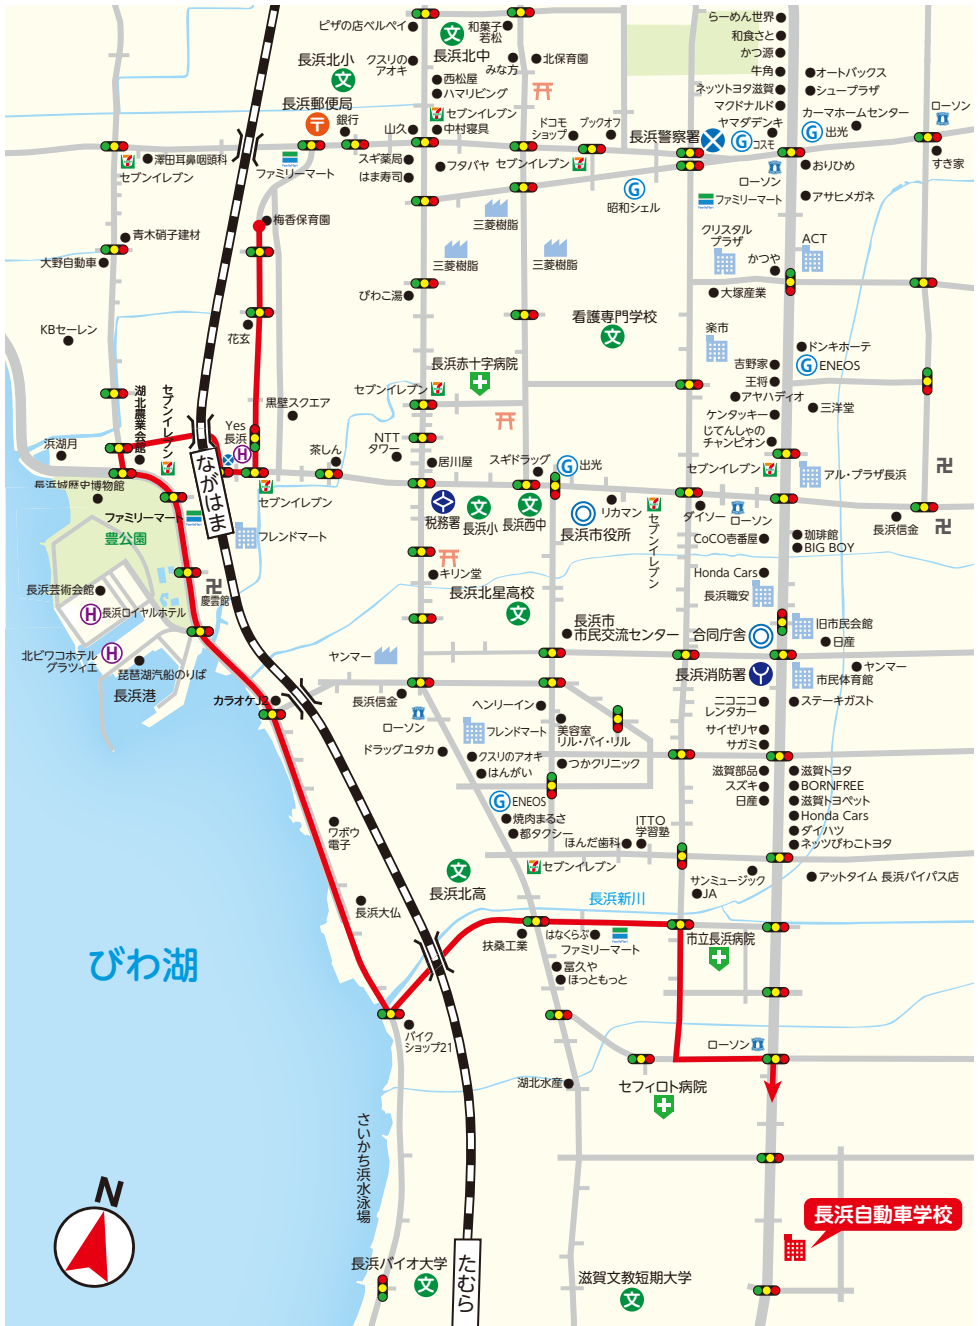 ピザの店ベルペイ
和菓子
若松
らーめん世界
和食さと
かつ源
牛角
ネッツトヨタ滋賀
マクドナルド
ヤマダデンキ
オートバックス
シュープラザ
カーマホームセンター
ローソン
長浜北小
クスリの
アオキ
長浜北中
みな方
北保育園
西松屋
ハマリビング
セブンイレブン
長浜郵便局
銀行
山久
中村寝具
ドコモ
ショップ
ブックオフ
長浜警察署
コスモ
出光
すき家
澤田耳鼻咽頭科
セブンイレブン
ファミリーマート
スギ薬局
はま寿司
フタバヤ
セブンイレブン
おりひめ
ローソン
ファミリーマート
アサヒメガネ
昭和シェル
梅香保育園
三菱樹脂
クリスタル
プラザ
ACT
青木硝子建材
大野自動車
三菱樹脂
三菱樹脂
かつや
びわこ湯
大塚産業
KBセーレン
花玄
看護専門学校
楽市
ドンキホーテ
吉野家
ENEOS
王将
長浜赤十字病院
セブンイレブン
アヤハディオ
三洋堂
ケンタッキー
じてんしゃの
チャンピオン
湖北農業会館
セブンイレブン
黒壁スクエア
Yes
長浜
浜湖月
茶しん
NTT
タワー
居川屋
スギドラッグ
出光
セブンイレブン
アル・プラザ長浜
ながはま
長浜城歴史博物館
セブンイレブン
ファミリーマート
豊公園
フレンドマート
税務署
長浜小
長浜西中
リカマン
長浜市役所
セブンイレブン
ダイソー
ローソン
長浜信金
CoCO壱番屋
珈琲館
BIG BOY
キリン堂
Honda Cars
長浜職安
長浜芸術会館
慶雲館
長浜ロイヤルホテル
長浜北星高校
長浜市
市民交流センター
合同庁舎
旧市民会館
日産
北ビワコホテル
グラツィエ
琵琶湖汽船のりば
長浜港
ヤンマー
長浜消防署
ヤンマー
市民体育館
カラオケJ2
長浜信金
ローソン
ヘンリーイン
ニコニコ
レンタカー
ステーキガスト
フレンドマート
美容室
リル・バイ・リル
サイゼリヤ
サガミ
ドラッグユタカ
クスリのアオキ
はんがい
つかクリニック
滋賀部品
スズキ
日産
滋賀トヨタ
BORNFREE
滋賀トヨペット
Honda Cars
ダイハツ
ネッツびわこトヨタ
ENEOS
焼肉まるさ
都タクシー
ワボウ
電子
ほんだ歯科
ITTO
学習塾
セブンイレブン
サンミュージック
JA
アットタイム 長浜バイパス店
長浜北高
長浜新川
長浜大仏
びわ湖
扶桑工業
はなくらぶ
ファミリーマート
市立長浜病院
冨久や
ほっともっと
バイク
ショップ21
ローソン
湖北水産
セフィロト病院
さいかち浜水泳場
N
長浜自動車学校
長浜バイオ大学
たむら
滋賀文教短期大学